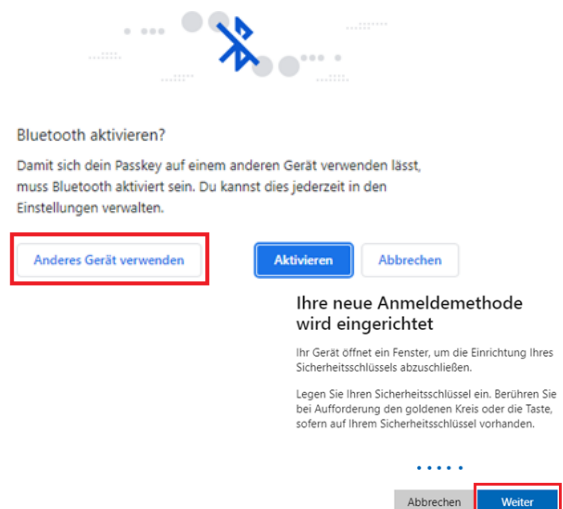 Bluetooth aktivieren?
Damit sich dein Passkey auf einem anderen Gerät verwenden lässt,
muss Bluetooth aktiviert sein. Du kannst dies jederzeit in den
Einstellungen verwalten.
Anderes Gerät verwenden
Aktivieren
Abbrechen
Ihre neue Anmeldemethode
wird eingerichtet
Ihr Gerät öffnet ein Fenster, um die Einrichtung Ihres
Sicherheitsschlüssels abzuschließen.
Legen Sie Ihren Sicherheitsschlüssel ein. Berühren Sie
bei Aufforderung den goldenen Kreis oder die Taste,
sofern auf Ihrem Sicherheitsschlüssel vorhanden.
Abbrechen
Weiter